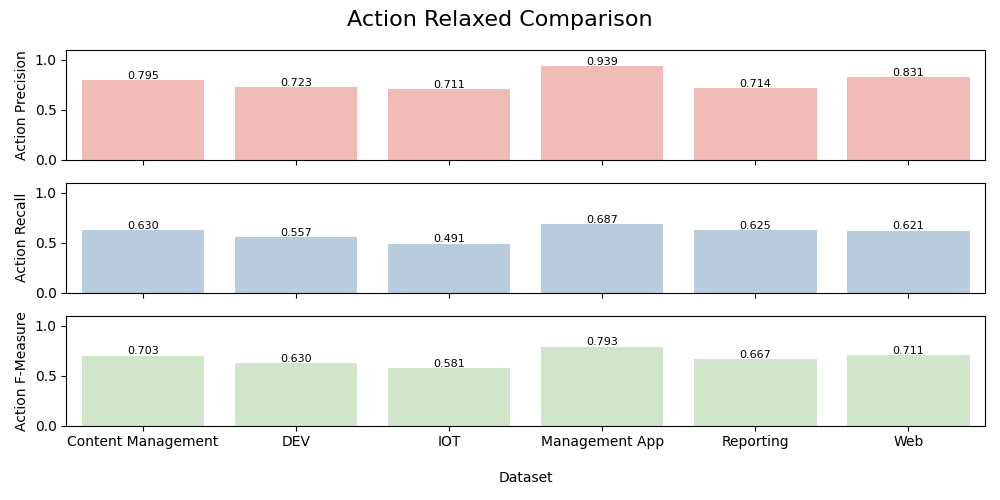 Action Relaxed Comparison
Action Precision
1.0
0.5
0.0
0.795
0.723
0.711
0.939
0.714
0.831
Action Recall
1.0
0.5
0.0
0.630
0.557
0.491
0.687
0.625
0.621
Action F-Measure
1.0
0.5
0.0
0.703
0.630
0.581
0.793
0.667
0.711
Content Management
DEV
IOT
Management App
Reporting
Web
Dataset